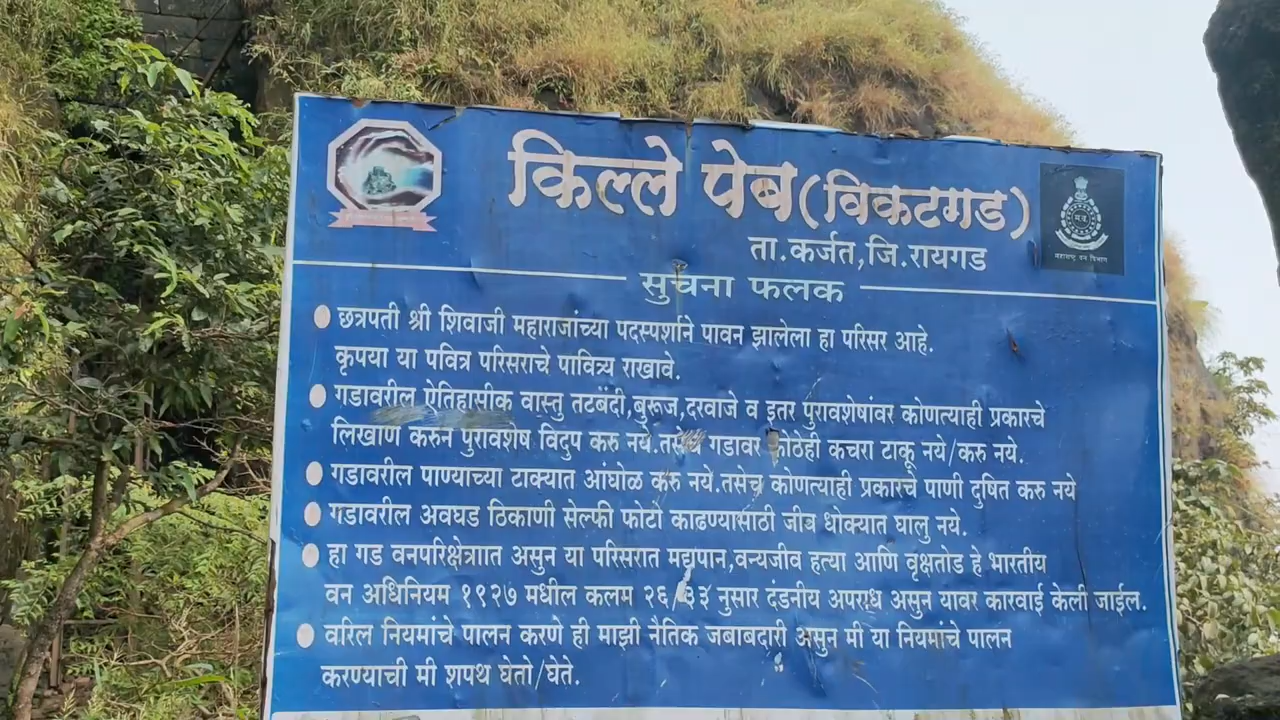 किल्ले पेब (विकटगड)
ता.कर्जत,जि.रायगड
सुचना फलक
छत्रपती श्री शिवाजी महाराजांच्या पदस्पर्शाने पावन झालेला हा परिसर आहे.
कृपया या पवित्र परिसराचे पावित्र्य राखावे.
गडावरील ऐतिहासीक वास्तु तटबंदी,बुरूज,दरवाजे व इतर पुरावशेषांवर कोणत्याही प्रकारचे
लिखाण करुन पुरावशेष विदुप करु नये.तसेच गडावर कोठेही कचरा टाकू नये/करु नये.
गडावरील पाण्याच्या टाक्यात आंघोळ करु नये.तसेच कोणत्याही प्रकारचे पाणी दुषित करु नये
गडावरील अवघड ठिकाणी सेल्फी फोटो काढण्यासाठी जीव धोक्यात घालु नये.
हा गड वनपरिक्षेत्राात असुन या परिसरात मद्यपान,वन्यजीव हत्या आणि वृक्षतोड हे भारतीय
वन अधिनियम १९२७ मधील कलम २६/३३ नुसार दंडनीय अपराध असुन यावर कारवाई केली जाईल.
वरिल नियमांचे पालन करणे ही माझी नैतिक जबाबदारी असुन मी या नियमांचे पालन
करण्याची मी शपथ घेतो/घेते.
महाराष्ट्र वन विभाग